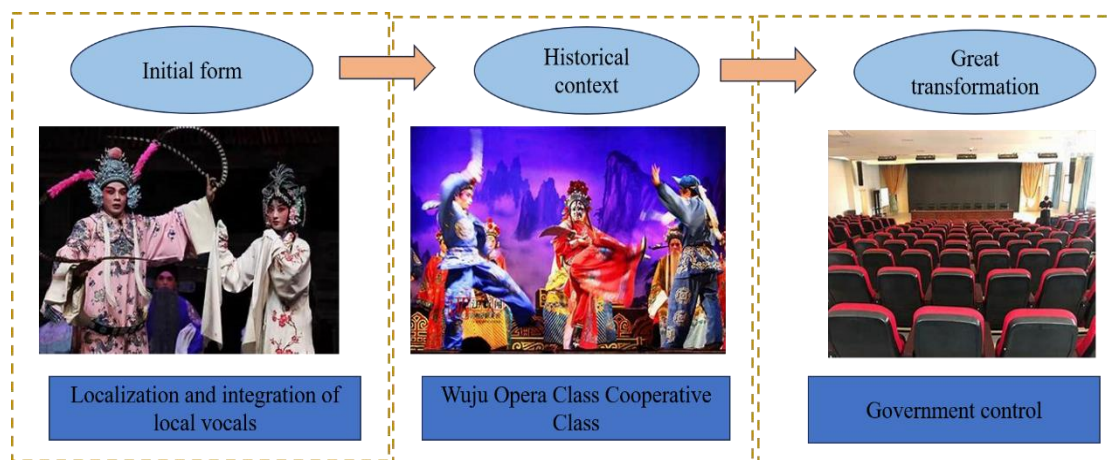 Initial form
Historical
context
Great
transformation
Localization and integration of
local vocals
Wuju Opera Class Cooperative
Class
Government control